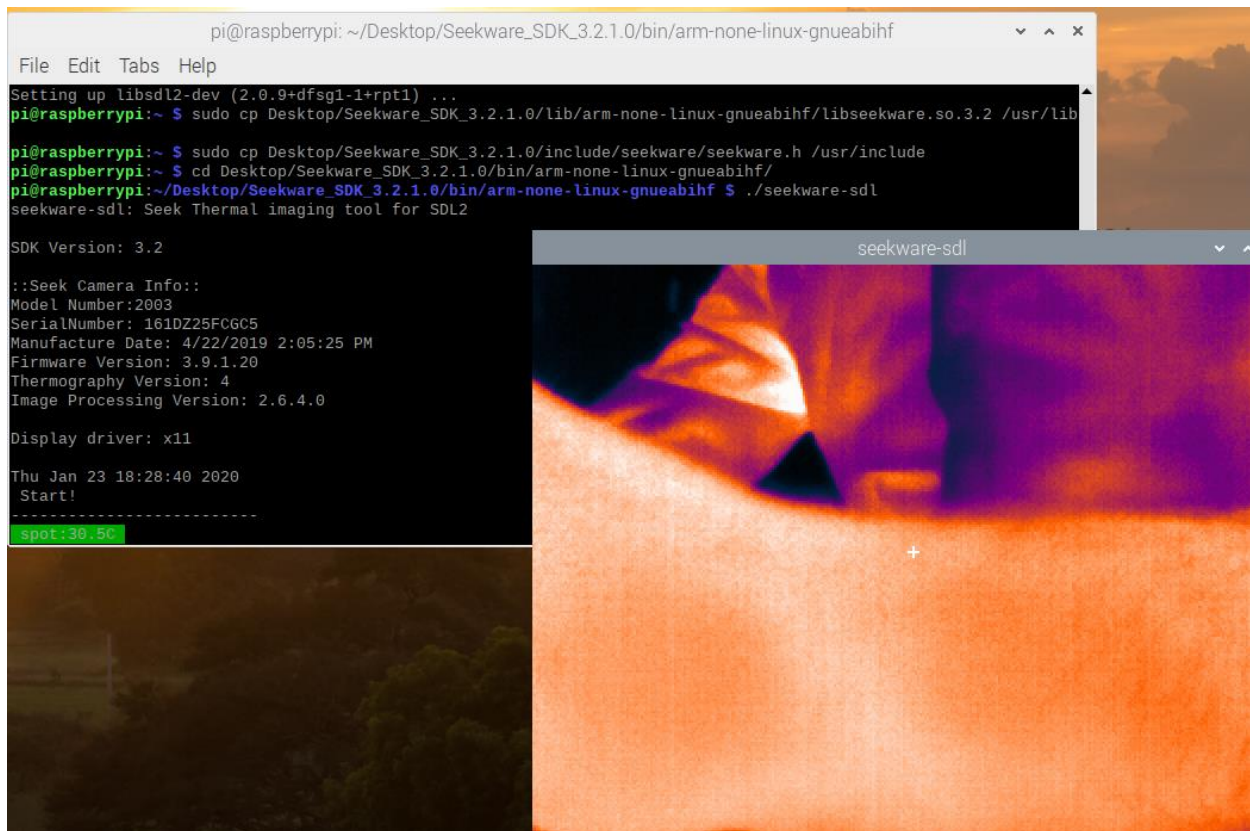 pi@raspberrypi: ~/Desktop/Seekware_SDK_3.2.1.0/bin/arm-none-linux-gnueabihf
File Edit Tabs Help
Setting up libsdl2-dev (2.0.9+dfsg1-1+rpt1) ...
pi@raspberrypi:~ $ sudo cp Desktop/Seekware_SDK_3.2.1.0/lib/arm-none-linux-gnueabihf/libseekware.so.3.2 /usr/lib
pi@raspberrypi:~ $ sudo cp Desktop/Seekware_SDK_3.2.1.0/include/seekware/seekware.h /usr/include
pi@raspberrypi:~ $ cd Desktop/Seekware_SDK_3.2.1.0/bin/arm-none-linux-gnueabihf/
pi@raspberrypi:~/Desktop/Seekware_SDK_3.2.1.0/bin/arm-none-linux-gnueabihf $ ./seekware-sdl
seekware-sdl: Seek Thermal imaging tool for SDL2
SDK Version: 3.2
seekware-sdl
::Seek Camera Info::
Model Number:2003
SerialNumber: 161DZ25FCGC5
Manufacture Date: 4/22/2019 2:05:25 PM
Firmware Version: 3.9.1.20
Thermography Version: 4
Image Processing Version: 2.6.4.0
Display driver: x11
Thu Jan 23 18:28:40 2020
Start!
--------------------------
spot:30.5C